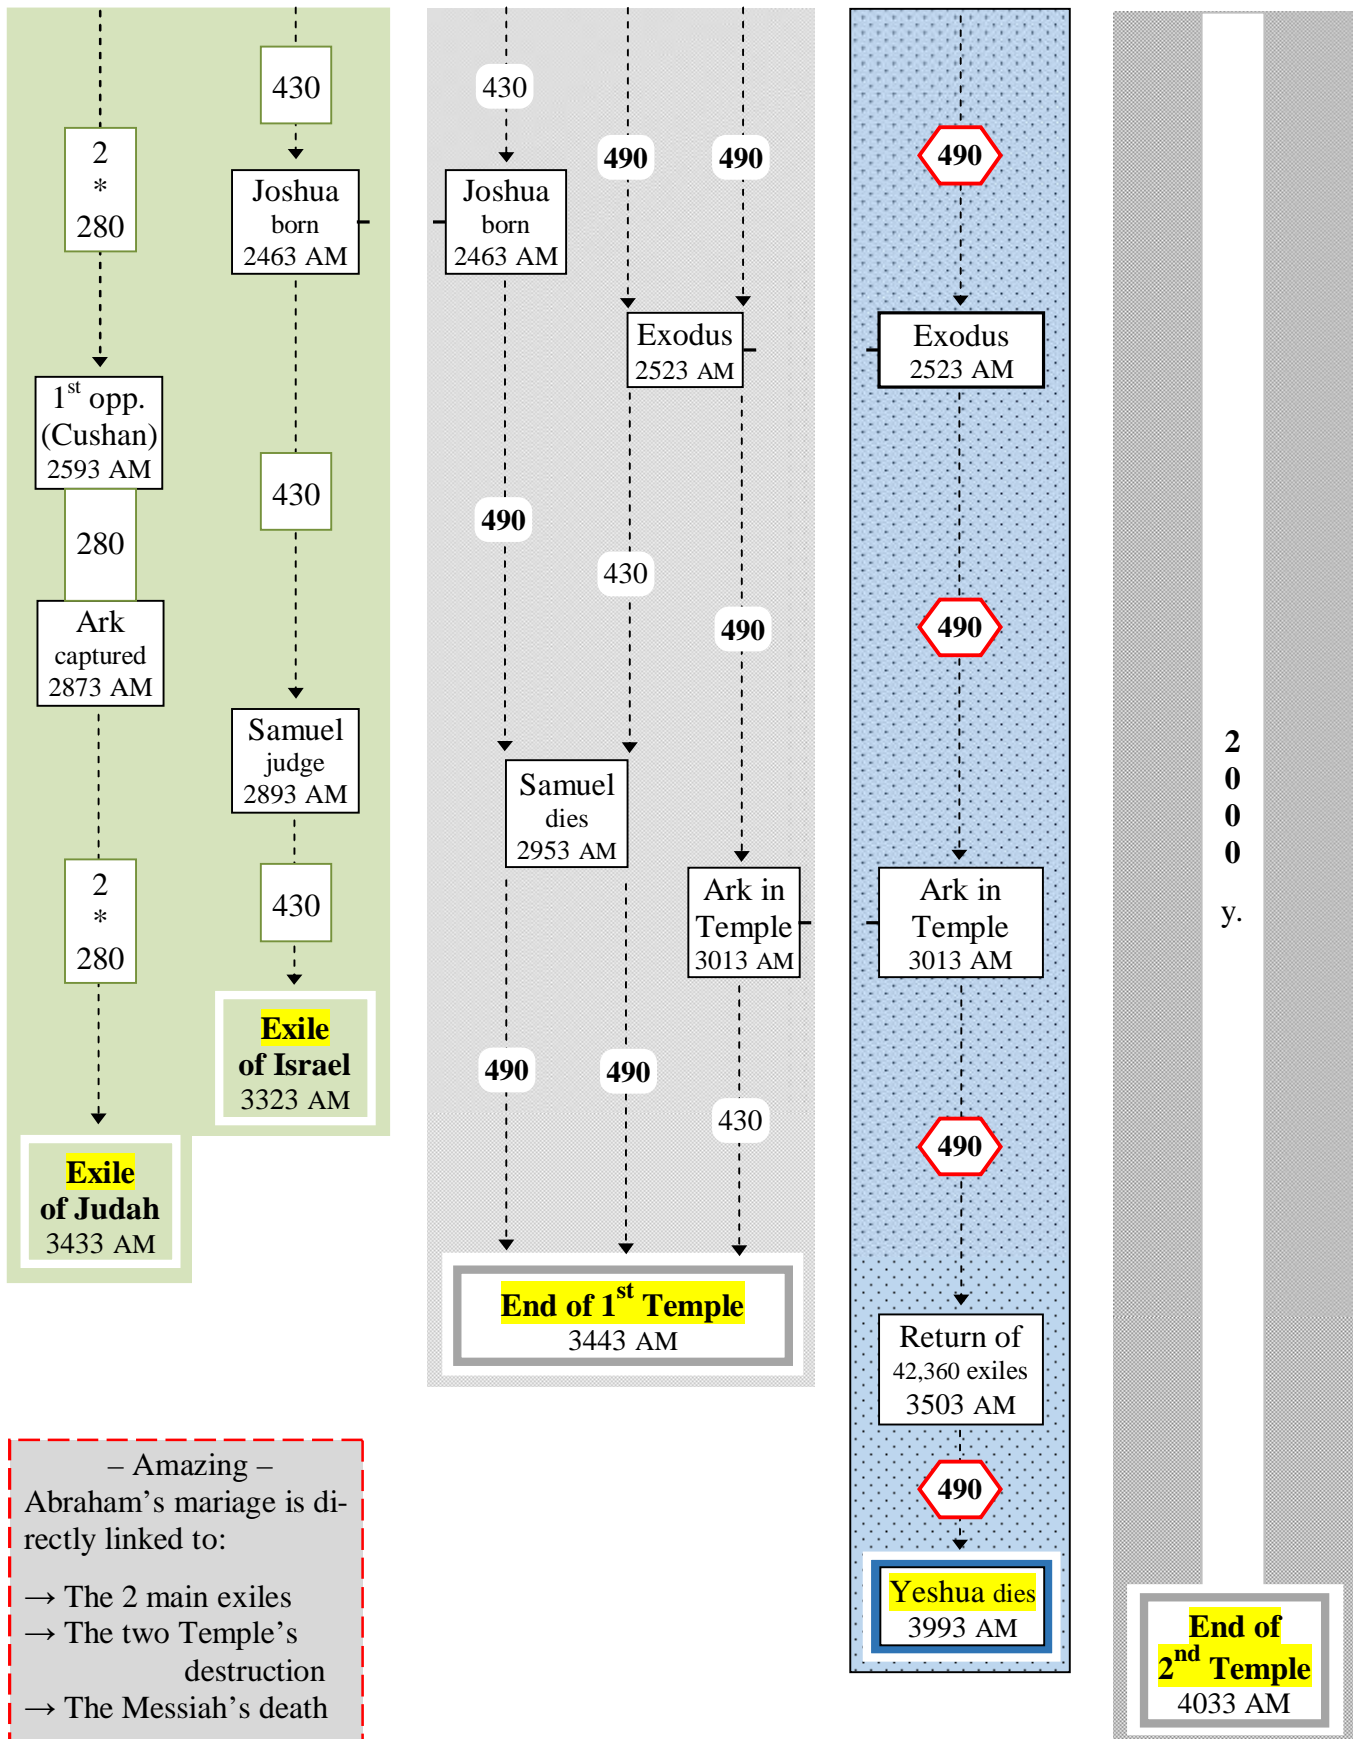 2
*
280
1st opp.
(Cushan)
2593 AM
280
Ark
captured
2873 AM
2
*
280
Exile
of Judah
3433 AM
430
Joshua
born
2463 AM
430
Samuel
judge
2893 AM
430
Exile
of Israel
3323 AM
430
Joshua
born
2463 AM
490
490
490
Exodus
2523 AM
430
490
Samuel
dies
2953 AM
Ark in
Temple
3013 AM
490
490
430
End of 1st Temple
3443 AM
490
Exodus
2523 AM
490
Ark in
Temple
3013 AM
490
Return of
42,360 exiles
3503 AM
490
Yeshua dies
3993 AM
2
0
0
0
y.
End of
2nd Temple
4033 AM
– Amazing –
Abraham’s mariage is di-
rectly linked to:
→ The 2 main exiles
→ The two Temple’s
destruction
→ The Messiah’s death